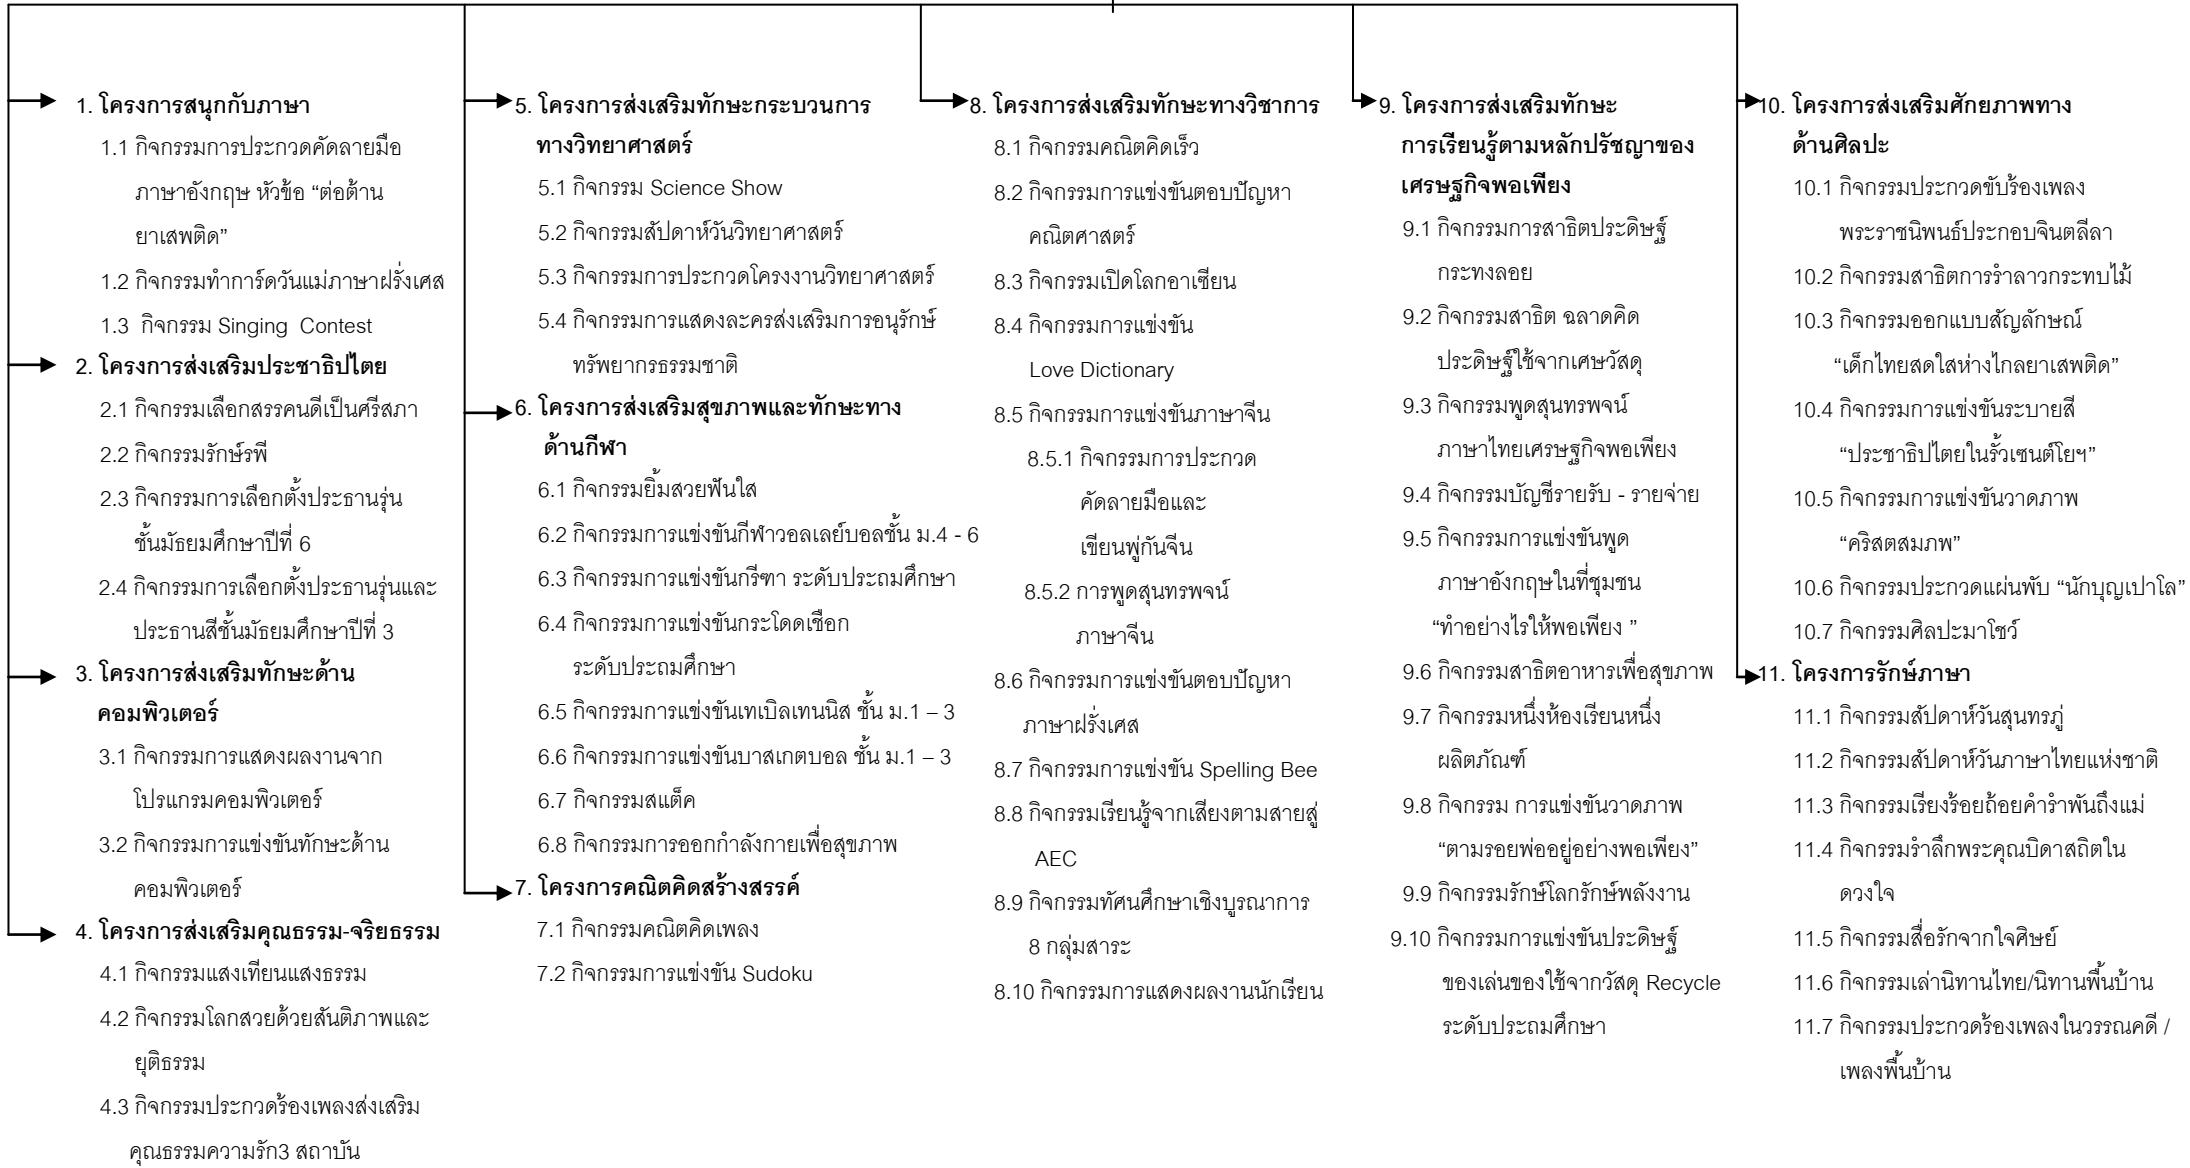 1. โครงการสนุกกับภาษา
1.1 กิจกรรมการประกวดคัดลายมือ
ภาษาอังกฤษ หัวข้อ “ต่อต้าน
ยาเสพติด”
1.2 กิจกรรมทำการ์ดวันแม่ภาษาฝรั่งเศส
1.3 กิจกรรม Singing Contest
2. โครงการส่งเสริมประชาธิปไตย
2.1 กิจกรรมเลือกสรรคนดีเป็นศรีสภา
2.2 กิจกรรมรักษ์รพี
2.3 กิจกรรมการเลือกตั้งประธานรุ่น
ชั้นมัธยมศึกษาปีที่ 6
2.4 กิจกรรมการเลือกตั้งประธานรุ่นและ
ประธานสีชั้นมัธยมศึกษาปีที่ 3
3. โครงการส่งเสริมทักษะด้าน
คอมพิวเตอร์
3.1 กิจกรรมการแสดงผลงานจาก
โปรแกรมคอมพิวเตอร์
3.2 กิจกรรมการแข่งขันทักษะด้าน
คอมพิวเตอร์
4. โครงการส่งเสริมคุณธรรม-จริยธรรม
4.1 กิจกรรมแสงเทียนแสงธรรม
4.2 กิจกรรมโลกสวยด้วยสันติภาพและ
ยุติธรรม
4.3 กิจกรรมประกวดร้องเพลงส่งเสริม
คุณธรรมความรัก3 สถาบัน
5. โครงการส่งเสริมทักษะกระบวนการ
ทางวิทยาศาสตร์
5.1 กิจกรรม Science Show
5.2 กิจกรรมสัปดาห์วันวิทยาศาสตร์
5.3 กิจกรรมการประกวดโครงงานวิทยาศาสตร์
5.4 กิจกรรมการแสดงละครส่งเสริมการอนุรักษ์
ทรัพยากรธรรมชาติ
6. โครงการส่งเสริมสุขภาพและทักษะทาง
ด้านกีฬา
6.1 กิจกรรมยิ้มสวยฟันใส
6.2 กิจกรรมการแข่งขันกีฬาวอลเลย์บอลชั้น ม.4 - 6
6.3 กิจกรรมการแข่งขันกรีฑา ระดับประถมศึกษา
6.4 กิจกรรมการแข่งขันกระโดดเชือก
ระดับประถมศึกษา
6.5 กิจกรรมการแข่งขันเทเบิลเทนนิส ชั้น ม.1 – 3
6.6 กิจกรรมการแข่งขันบาสเกตบอล ชั้น ม.1 – 3
6.7 กิจกรรมสแต็ค
6.8 กิจกรรมการออกกำลังกายเพื่อสุขภาพ
7. โครงการคณิตคิดสร้างสรรค์
7.1 กิจกรรมคณิตคิดเพลง
7.2 กิจกรรมการแข่งขัน Sudoku
8. โครงการส่งเสริมทักษะทางวิชาการ
8.1 กิจกรรมคณิตคิดเร็ว
8.2 กิจกรรมการแข่งขันตอบปัญหา
คณิตศาสตร์
8.3 กิจกรรมเปิดโลกอาเซียน
8.4 กิจกรรมการแข่งขัน
Love Dictionary
8.5 กิจกรรมการแข่งขันภาษาจีน
8.5.1 กิจกรรมการประกวด
คัดลายมือและ
เขียนพู่กันจีน
8.5.2 การพูดสุนทรพจน์
ภาษาจีน
8.6 กิจกรรมการแข่งขันตอบปัญหา
ภาษาฝรั่งเศส
8.7 กิจกรรมการแข่งขัน Spelling Bee
8.8 กิจกรรมเรียนรู้จากเสียงตามสายสู่
AEC
8.9 กิจกรรมทัศนศึกษาเชิงบูรณาการ
8 กลุ่มสาระ
8.10 กิจกรรมการแสดงผลงานนักเรียน
9. โครงการส่งเสริมทักษะ
การเรียนรู้ตามหลักปรัชญาของ
เศรษฐกิจพอเพียง
9.1 กิจกรรมการสาธิตประดิษฐ์
กระทงลอย
9.2 กิจกรรมสาธิต ฉลาดคิด
ประดิษฐ์ใช้จากเศษวัสดุ
9.3 กิจกรรมพูดสุนทรพจน์
ภาษาไทยเศรษฐกิจพอเพียง
9.4 กิจกรรมบัญชีรายรับ - รายจ่าย
9.5 กิจกรรมการแข่งขันพูด
ภาษาอังกฤษในที่ชุมชน
“ทำอย่างไรให้พอเพียง ”
9.6 กิจกรรมสาธิตอาหารเพื่อสุขภาพ
9.7 กิจกรรมหนึ่งห้องเรียนหนึ่ง
ผลิตภัณฑ์
9.8 กิจกรรม การแข่งขันวาดภาพ
“ตามรอยพ่ออยู่อย่างพอเพียง”
9.9 กิจกรรมรักษ์โลกรักษ์พลังงาน
9.10 กิจกรรมการแข่งขันประดิษฐ์
ของเล่นของใช้จากวัสดุ Recycle
ระดับประถมศึกษา
10. โครงการส่งเสริมศักยภาพทาง
ด้านศิลปะ
10.1 กิจกรรมประกวดขับร้องเพลง
พระราชนิพนธ์ประกอบจินตลีลา
10.2 กิจกรรมสาธิตการรำลาวกระทบไม้
10.3 กิจกรรมออกแบบสัญลักษณ์
“เด็กไทยสดใสห่างไกลยาเสพติด”
10.4 กิจกรรมการแข่งขันระบายสี
“ประชาธิปไตยในรั้วเซนต์โยฯ”
10.5 กิจกรรมการแข่งขันวาดภาพ
“คริสตสมภพ”
10.6 กิจกรรมประกวดแผ่นพับ “นักบุญเปาโล”
10.7 กิจกรรมศิลปะมาโชว์
11. โครงการรักษ์ภาษา
11.1 กิจกรรมสัปดาห์วันสุนทรภู่
11.2 กิจกรรมสัปดาห์วันภาษาไทยแห่งชาติ
11.3 กิจกรรมเรียงร้อยถ้อยคำรำพันถึงแม่
11.4 กิจกรรมรำลึกพระคุณบิดาสถิตใน
ดวงใจ
11.5 กิจกรรมสื่อรักจากใจศิษย์
11.6 กิจกรรมเล่านิทานไทย/นิทานพื้นบ้าน
11.7 กิจกรรมประกวดร้องเพลงในวรรณคดี /
เพลงพื้นบ้าน